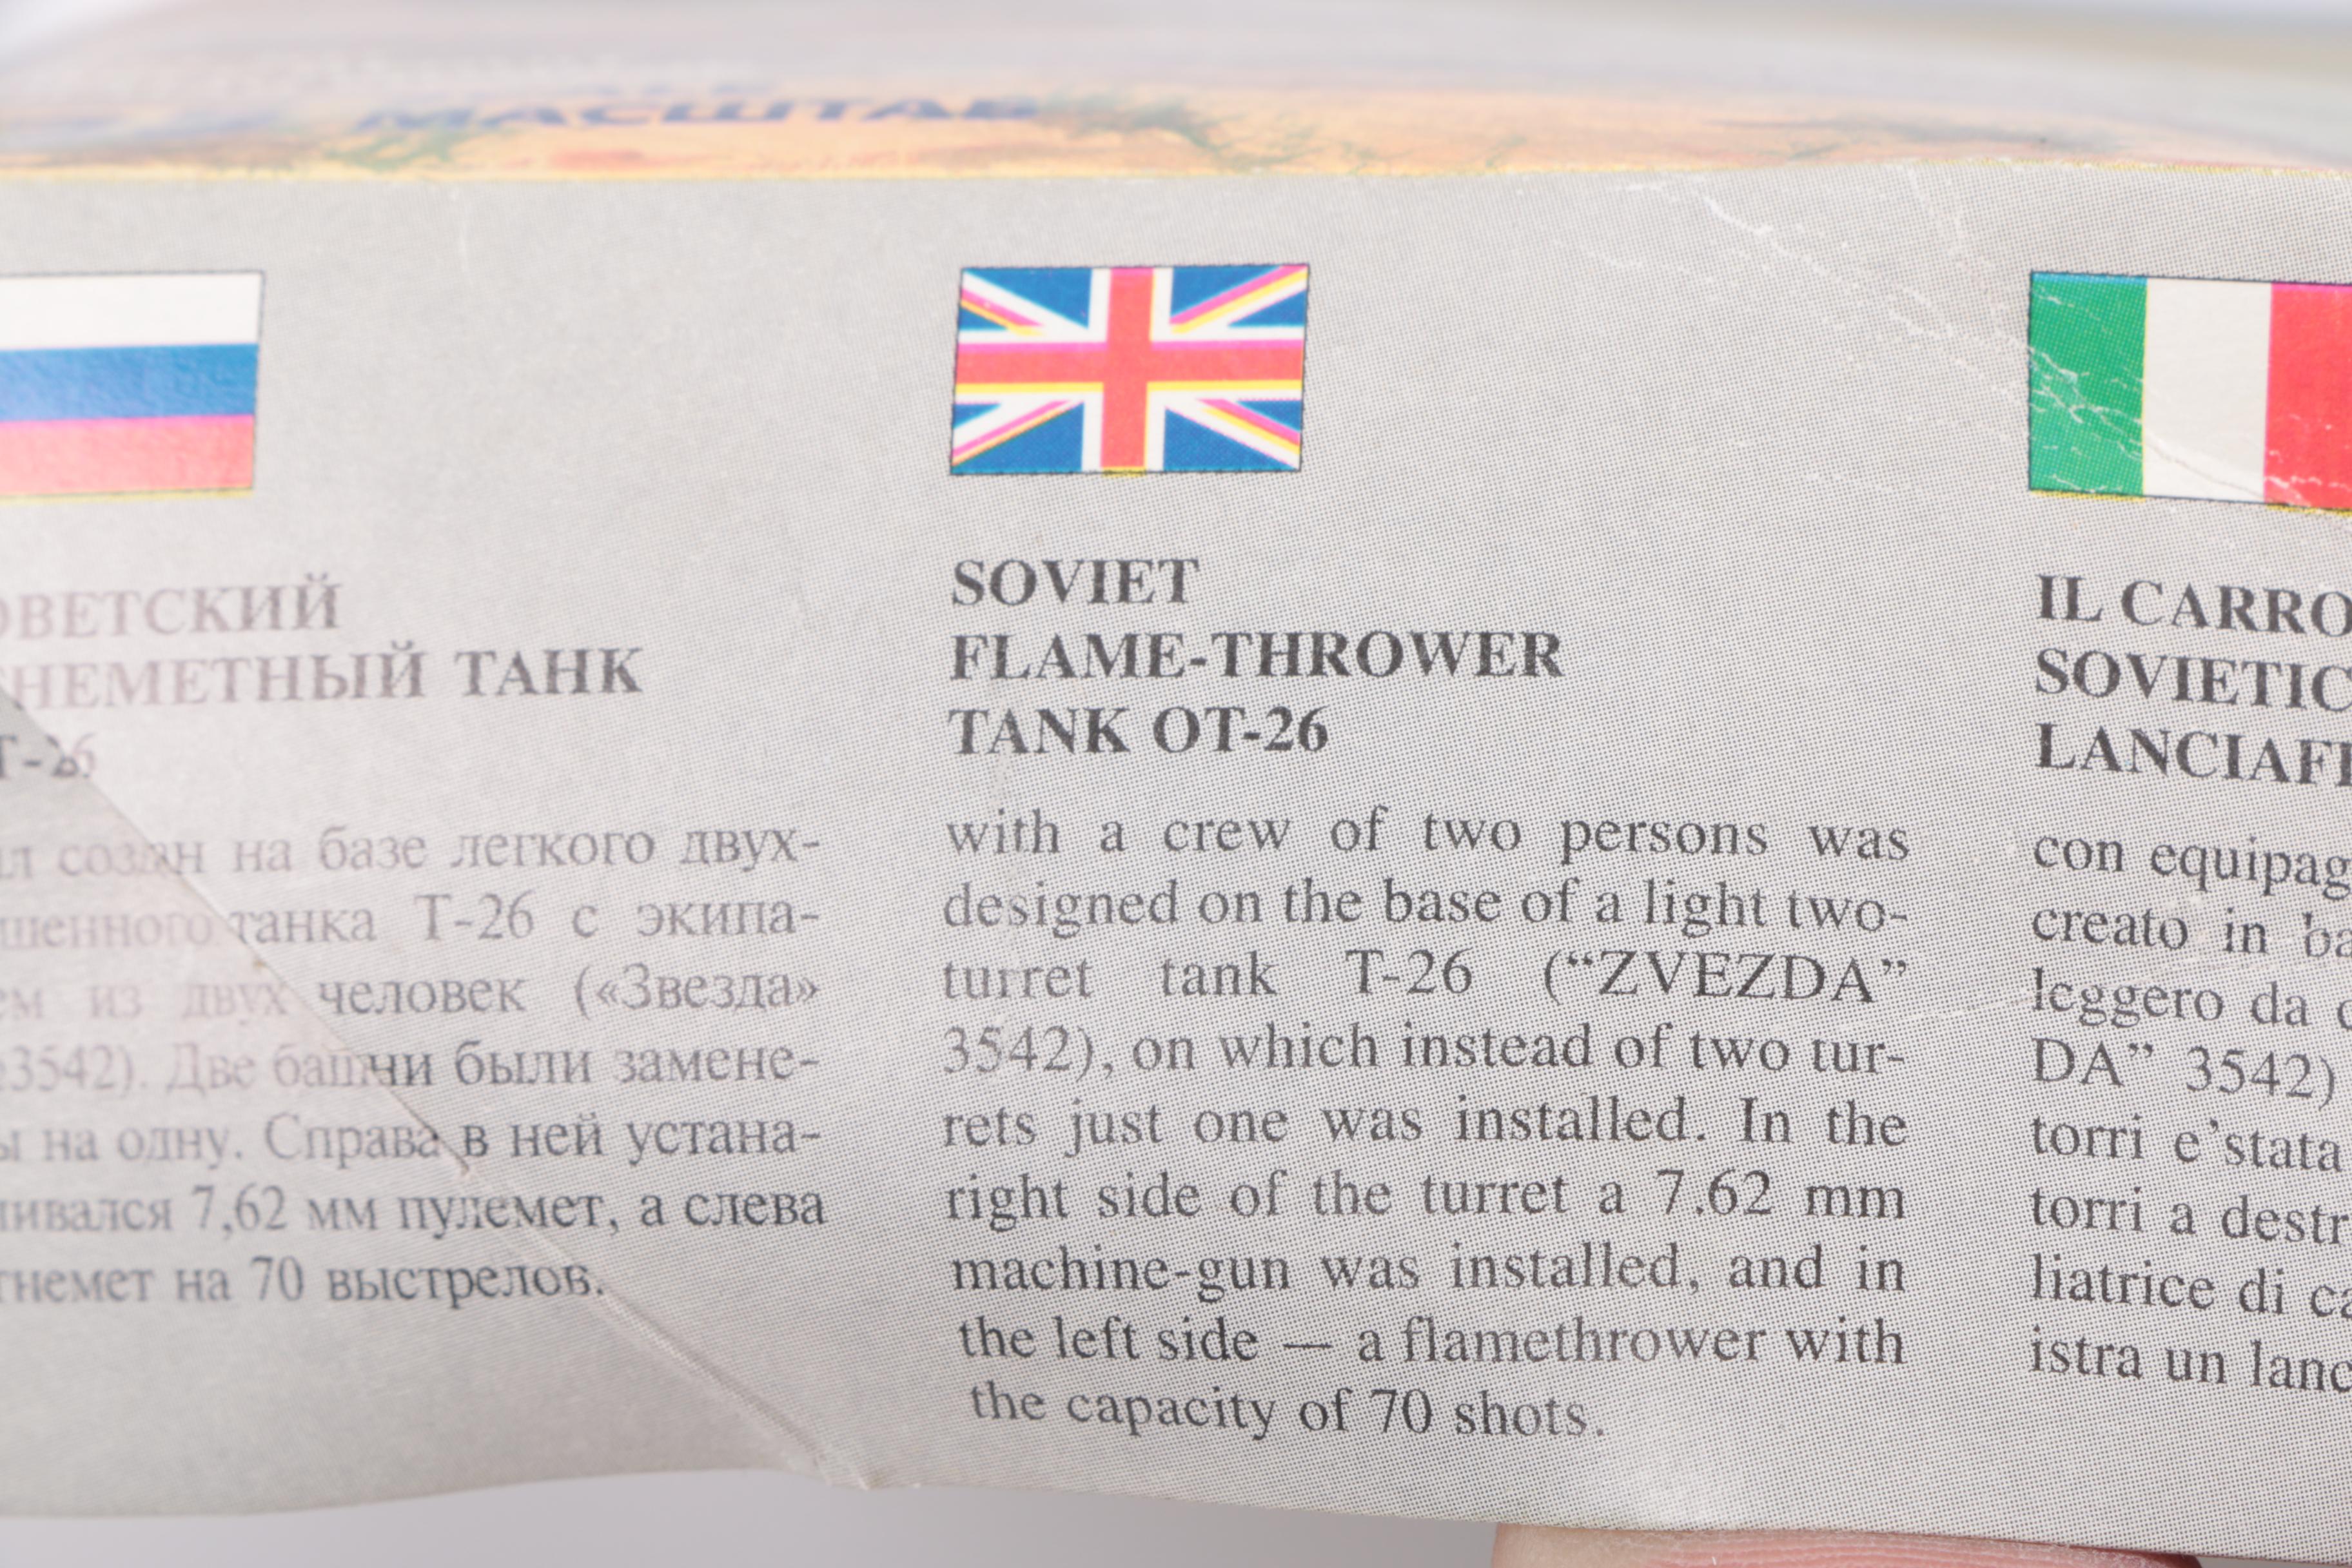 МАСШТАБ
ОВЕТСКИЙ
НЕМЕТНЫЙ ТАНК
Т-26
создан на базе легкого двух-
шенного танка Т-26 с экипа-
ем из двух человек («Звезда»
3542). Две башни были замене-
ы на одну. Справа в ней устана-
ивался 7,62 мм пулемет, а слева
гнемет на 70 выстрелов.
SOVIET
FLAME-THROWER
TANK OT-26
with a crew of two persons was
designed on the base of a light two-
turret tank T-26 (“ZVEZDA”
3542), on which instead of two tur-
rets just one was installed. In the
right side of the turret a 7.62 mm
machine-gun was installed, and in
the left side — a flamethrower with
the capacity of 70 shots.
IL CARRO
SOVIETIC
LANCIAF
con equipag
creato in ba
leggero da
DA” 3542)
torri e’stata
torri a destr
liatrice di ca
istra un lanc